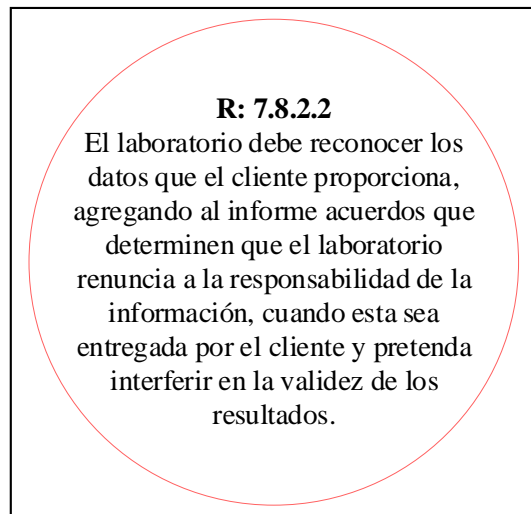 R: 7.8.2.2
El laboratorio debe reconocer los
datos que el cliente proporciona,
agregando al informe acuerdos que
determinen que el laboratorio
renuncia a la responsabilidad de la
información, cuando esta sea
entregada por el cliente y pretenda
interferir en la validez de los
resultados.